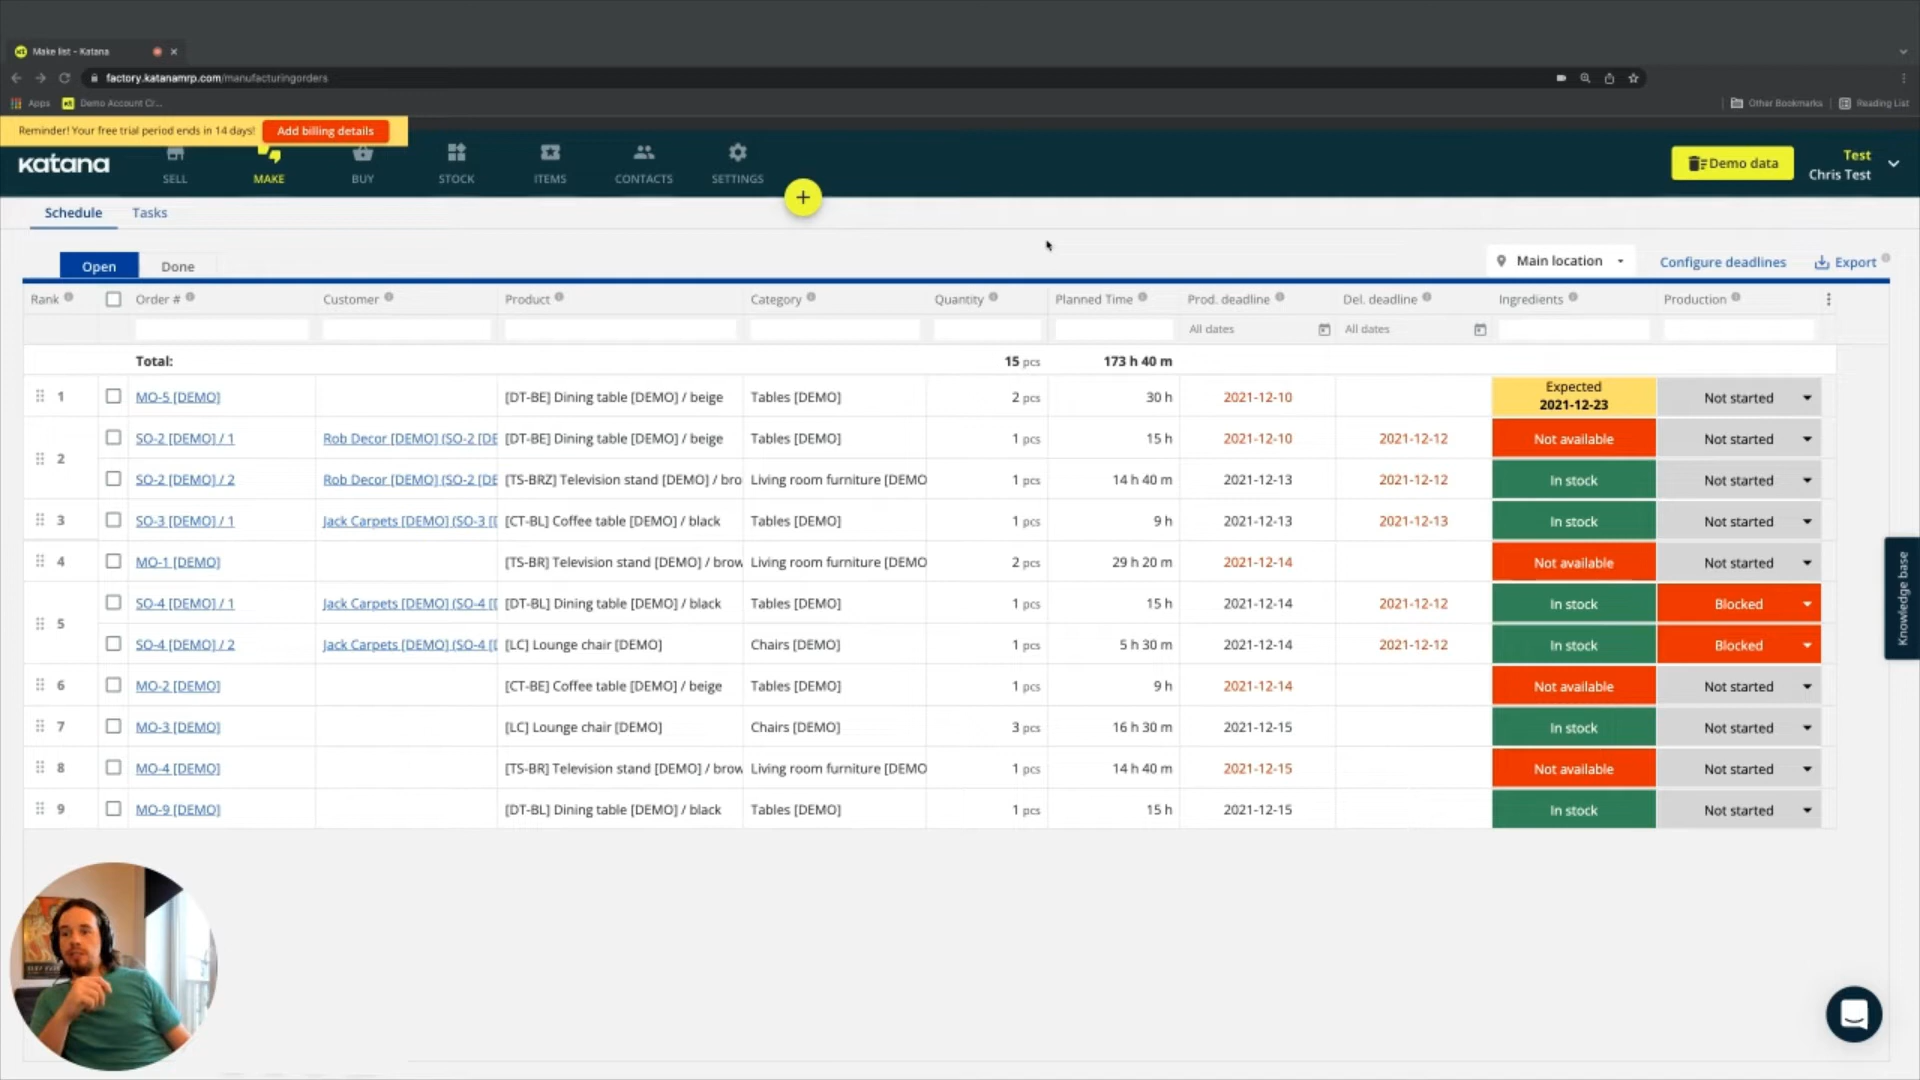 Make list - Katana
factory.katanamrp.com/manufacturingorders
Apps Demo Account Cr... Other Bookmarks Reading List
Reminder! Your free trial period ends in 14 days! Add billing details
katana SELL MAKE BUY STOCK ITEMS CONTACTS SETTINGS + Demo data Test
Chris Test
Schedule Tasks
Open Done Main location Configure deadlines Export
Rank Order # Customer Product Category Quantity Planned Time Prod. deadline Del. deadline Ingredients Production
All dates All dates
Total: 15 pcs 173 h 40 m
1 MO-5 [DEMO] [DT-BE] Dining table [DEMO] / beige Tables [DEMO] 2 pcs 30 h 2021-12-10 Expected 2021-12-23 Not started
2 SO-2 [DEMO] / 1 Rob Decor [DEMO] (SO-2 [DE [DT-BE] Dining table [DEMO] / beige Tables [DEMO] 1 pcs 15 h 2021-12-10 2021-12-12 Not available Not started
SO-2 [DEMO] / 2 Rob Decor [DEMO] (SO-2 [DE [TS-BRZ] Television stand [DEMO] / bro Living room furniture [DEMO 1 pcs 14 h 40 m 2021-12-13 2021-12-12 In stock Not started
3 SO-3 [DEMO] / 1 Jack Carpets [DEMO] (SO-3 [D [CT-BL] Coffee table [DEMO] / black Tables [DEMO] 1 pcs 9 h 2021-12-13 2021-12-13 In stock Not started
4 MO-1 [DEMO] [TS-BR] Television stand [DEMO] / brow Living room furniture [DEMO 2 pcs 29 h 20 m 2021-12-14 Not available Not started
5 SO-4 [DEMO] / 1 Jack Carpets [DEMO] (SO-4 [D [DT-BL] Dining table [DEMO] / black Tables [DEMO] 1 pcs 15 h 2021-12-14 2021-12-12 In stock Blocked
SO-4 [DEMO] / 2 Jack Carpets [DEMO] (SO-4 [D [LC] Lounge chair [DEMO] Chairs [DEMO] 1 pcs 5 h 30 m 2021-12-14 2021-12-12 In stock Blocked
6 MO-2 [DEMO] [CT-BE] Coffee table [DEMO] / beige Tables [DEMO] 1 pcs 9 h 2021-12-14 Not available Not started
7 MO-3 [DEMO] [LC] Lounge chair [DEMO] Chairs [DEMO] 3 pcs 16 h 30 m 2021-12-15 In stock Not started
8 MO-4 [DEMO] [TS-BR] Television stand [DEMO] / brow Living room furniture [DEMO 1 pcs 14 h 40 m 2021-12-15 Not available Not started
9 MO-9 [DEMO] [DT-BL] Dining table [DEMO] / black Tables [DEMO] 1 pcs 15 h 2021-12-15 In stock Not started
Knowledge base